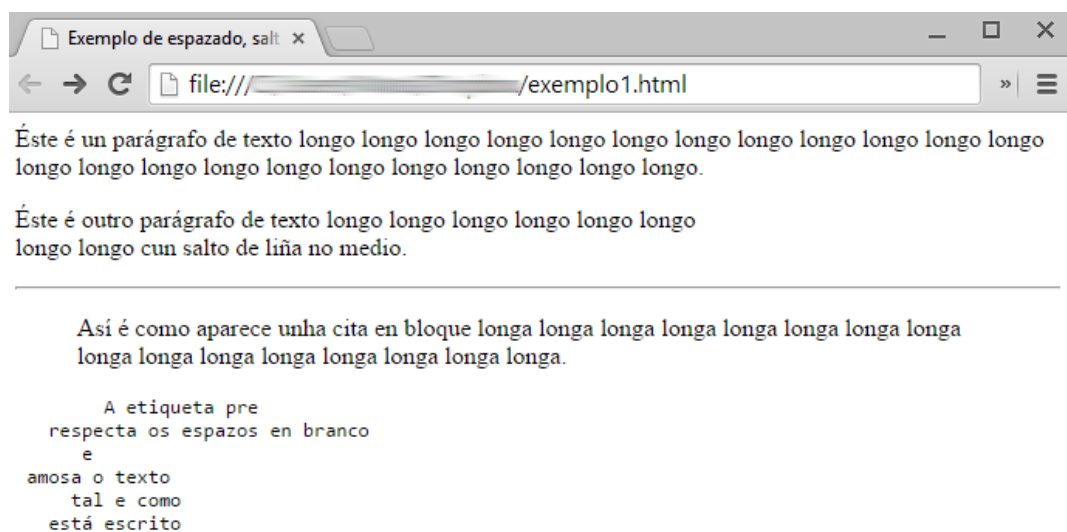 Exemplo de espazado, salt
file:/// /exemplo1.html
Éste é un parágrafo de texto longo longo longo longo longo longo longo longo longo longo longo longo
longo longo longo longo longo longo longo longo longo longo longo.
Éste é outro parágrafo de texto longo longo longo longo longo longo
longo longo cun salto de liña no medio.
Así é como aparece unha cita en bloque longa longa longa longa longa longa longa longa
longa longa longa longa longa longa longa longa.
A etiqueta pre
respecta os espazos en branco
e
amosa o texto
tal e como
está escrito